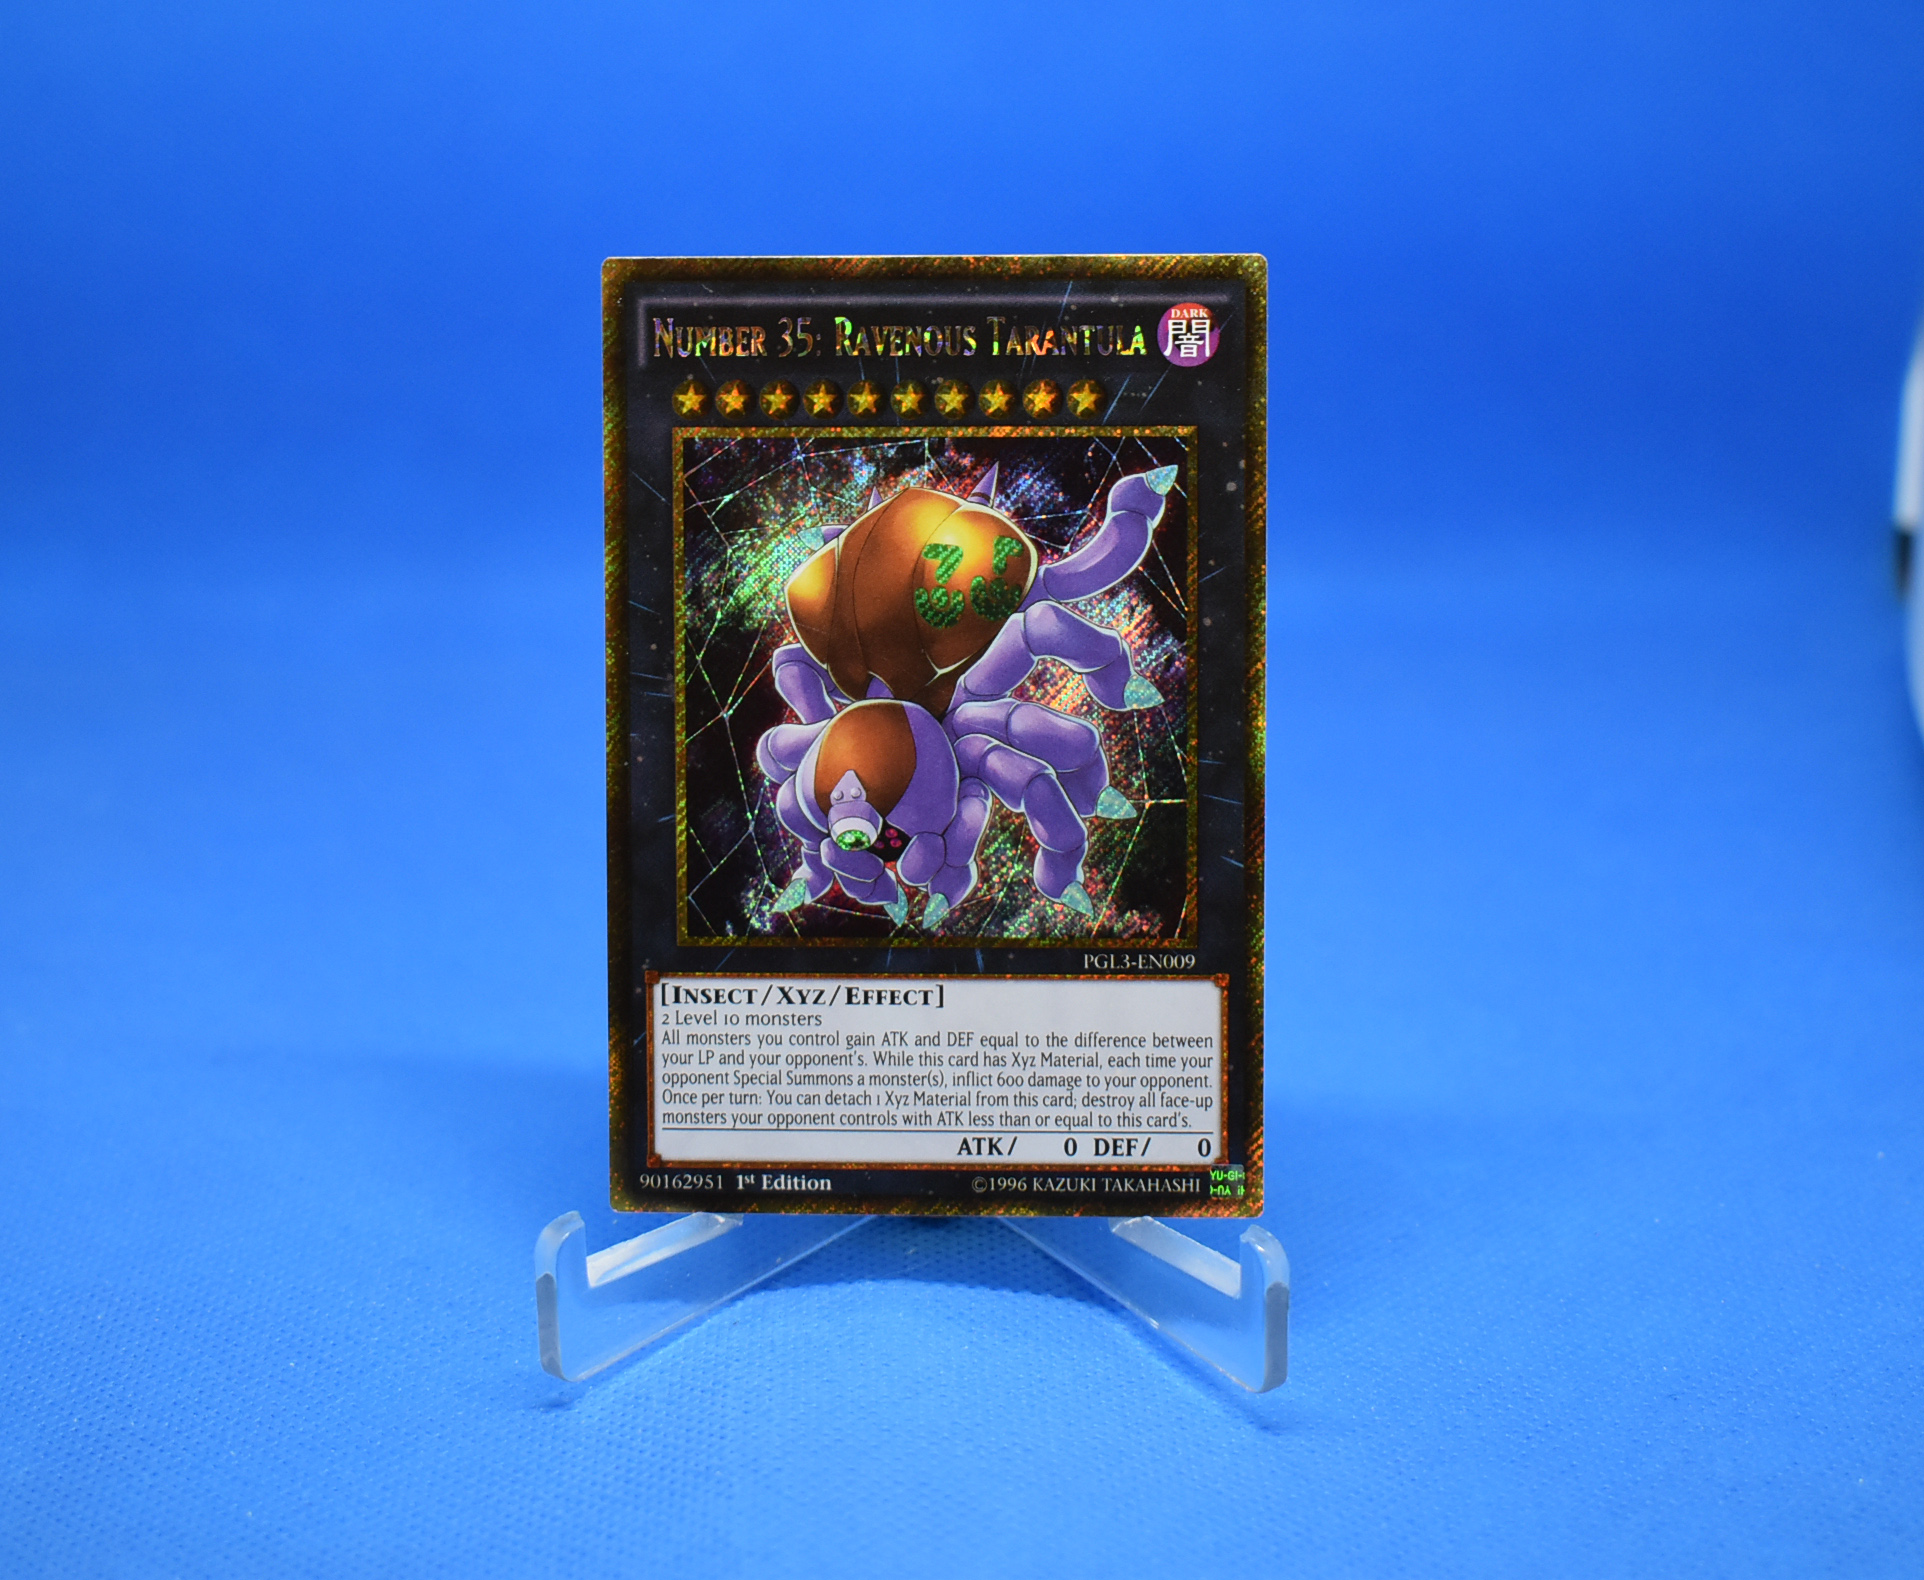 NUMBER 35: RAVENOUS TARANTULA
DARK
闇
35
PGL3-EN009
[INSECT/XYZ/EFFECT]
2 Level 10 monsters
All monsters you control gain ATK and DEF equal to the difference between
your LP and your opponent's. While this card has Xyz Material, each time your
opponent Special Summons a monster(s), inflict 600 damage to your opponent.
Once per turn: You can detach 1 Xyz Material from this card; destroy all face-up
monsters your opponent controls with ATK less than or equal to this card's.
ATK/ 0 DEF/ 0
90162951 1st Edition
©1996 KAZUKI TAKAHASHI
YU-GI-